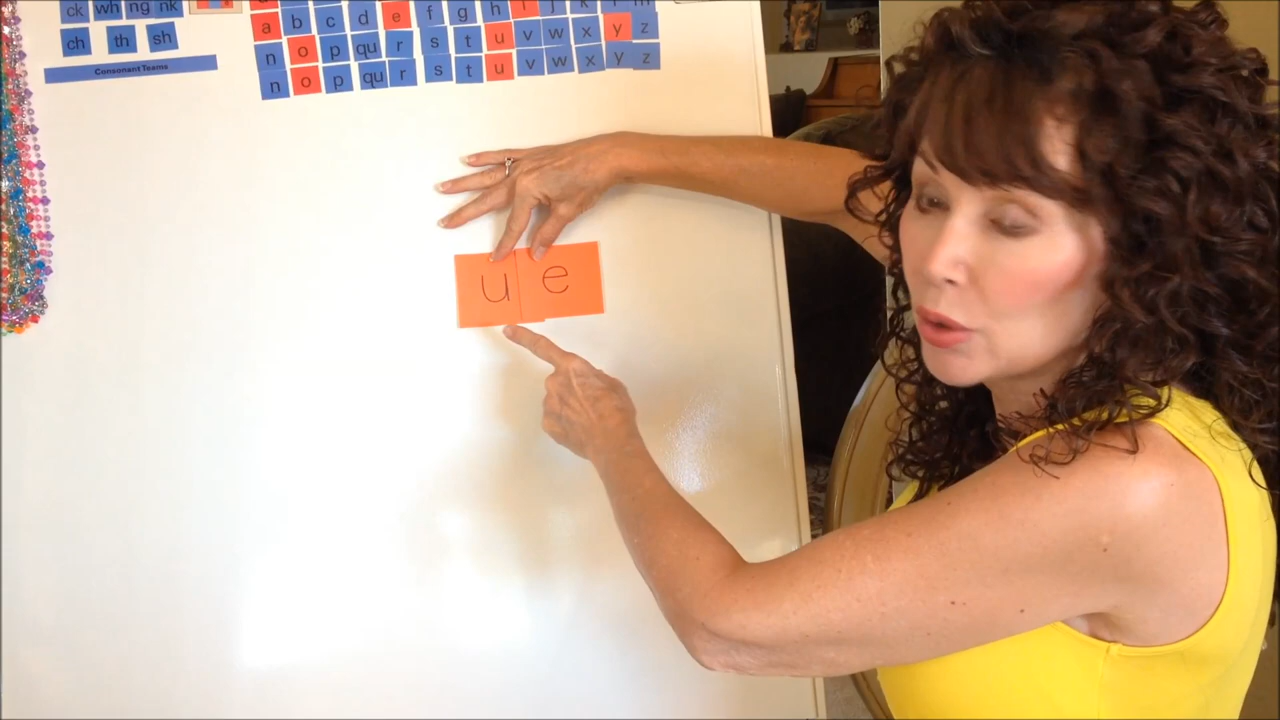 ck wh ng nk
ch th sh
Consonant Teams
a b c d e f g h i j k l m
a b c d e f g h i j k l m
n o p qu r s t u v w x y z
n o p qu r s t u v w x y z
u e